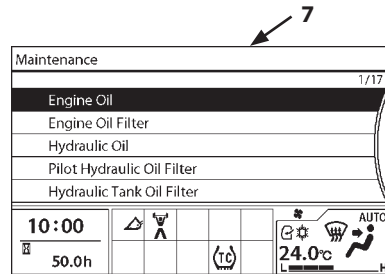 7
Maintenance
1/17
Engine Oil
Engine Oil Filter
Hydraulic Oil
Pilot Hydraulic Oil Filter
Hydraulic Tank Oil Filter
10:00
50.0h
TC
AUTO
24.0℃
L H